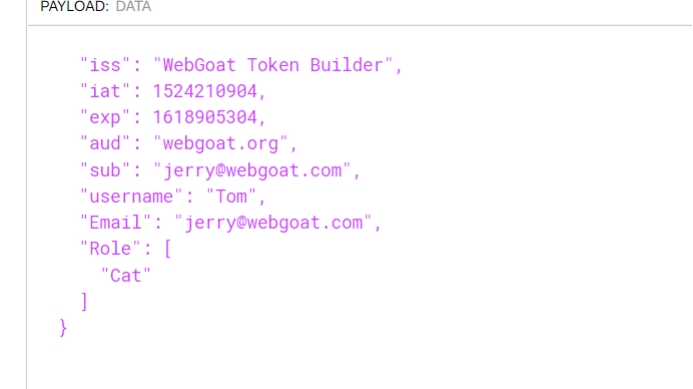 PAYLOAD: DATA
"iss": "WebGoat Token Builder",
"iat": 1524210904,
"exp": 1618905304,
"aud": "webgoat.org",
"sub": "jerry@webgoat.com",
"username": "Tom",
"Email": "jerry@webgoat.com",
"Role": [
"Cat"
]
}